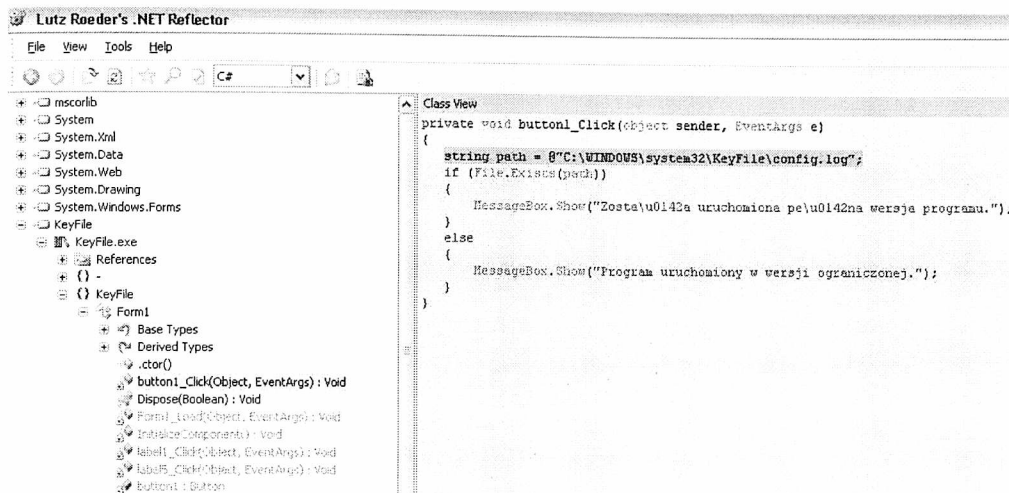 Lutz Roeder's .NET Reflector
File View Tools Help
C#
mscorlib
System
System.Xml
System.Data
System.Web
System.Drawing
System.Windows.Forms
KeyFile
KeyFile.exe
References
{} -
{} KeyFile
Form1
Base Types
Derived Types
.ctor()
button1_Click(Object, EventArgs) : Void
Dispose(Boolean) : Void
Form1_Load(Object, EventArgs) : Void
InitializeComponent() : Void
label1_Click(Object, EventArgs) : Void
label5_Click(Object, EventArgs) : Void
button1 : Button
Class View
private void button1_Click(object sender, EventArgs e)
{
string path = @"C:\WINDOWS\system32\KeyFile\config.log";
if (File.Exists(path))
{
MessageBox.Show("Zosta\u0142a uruchomiona pe\u0142na wersja programu.");
}
else
{
MessageBox.Show("Program uruchomiony w wersji ograniczonej.");
}
}